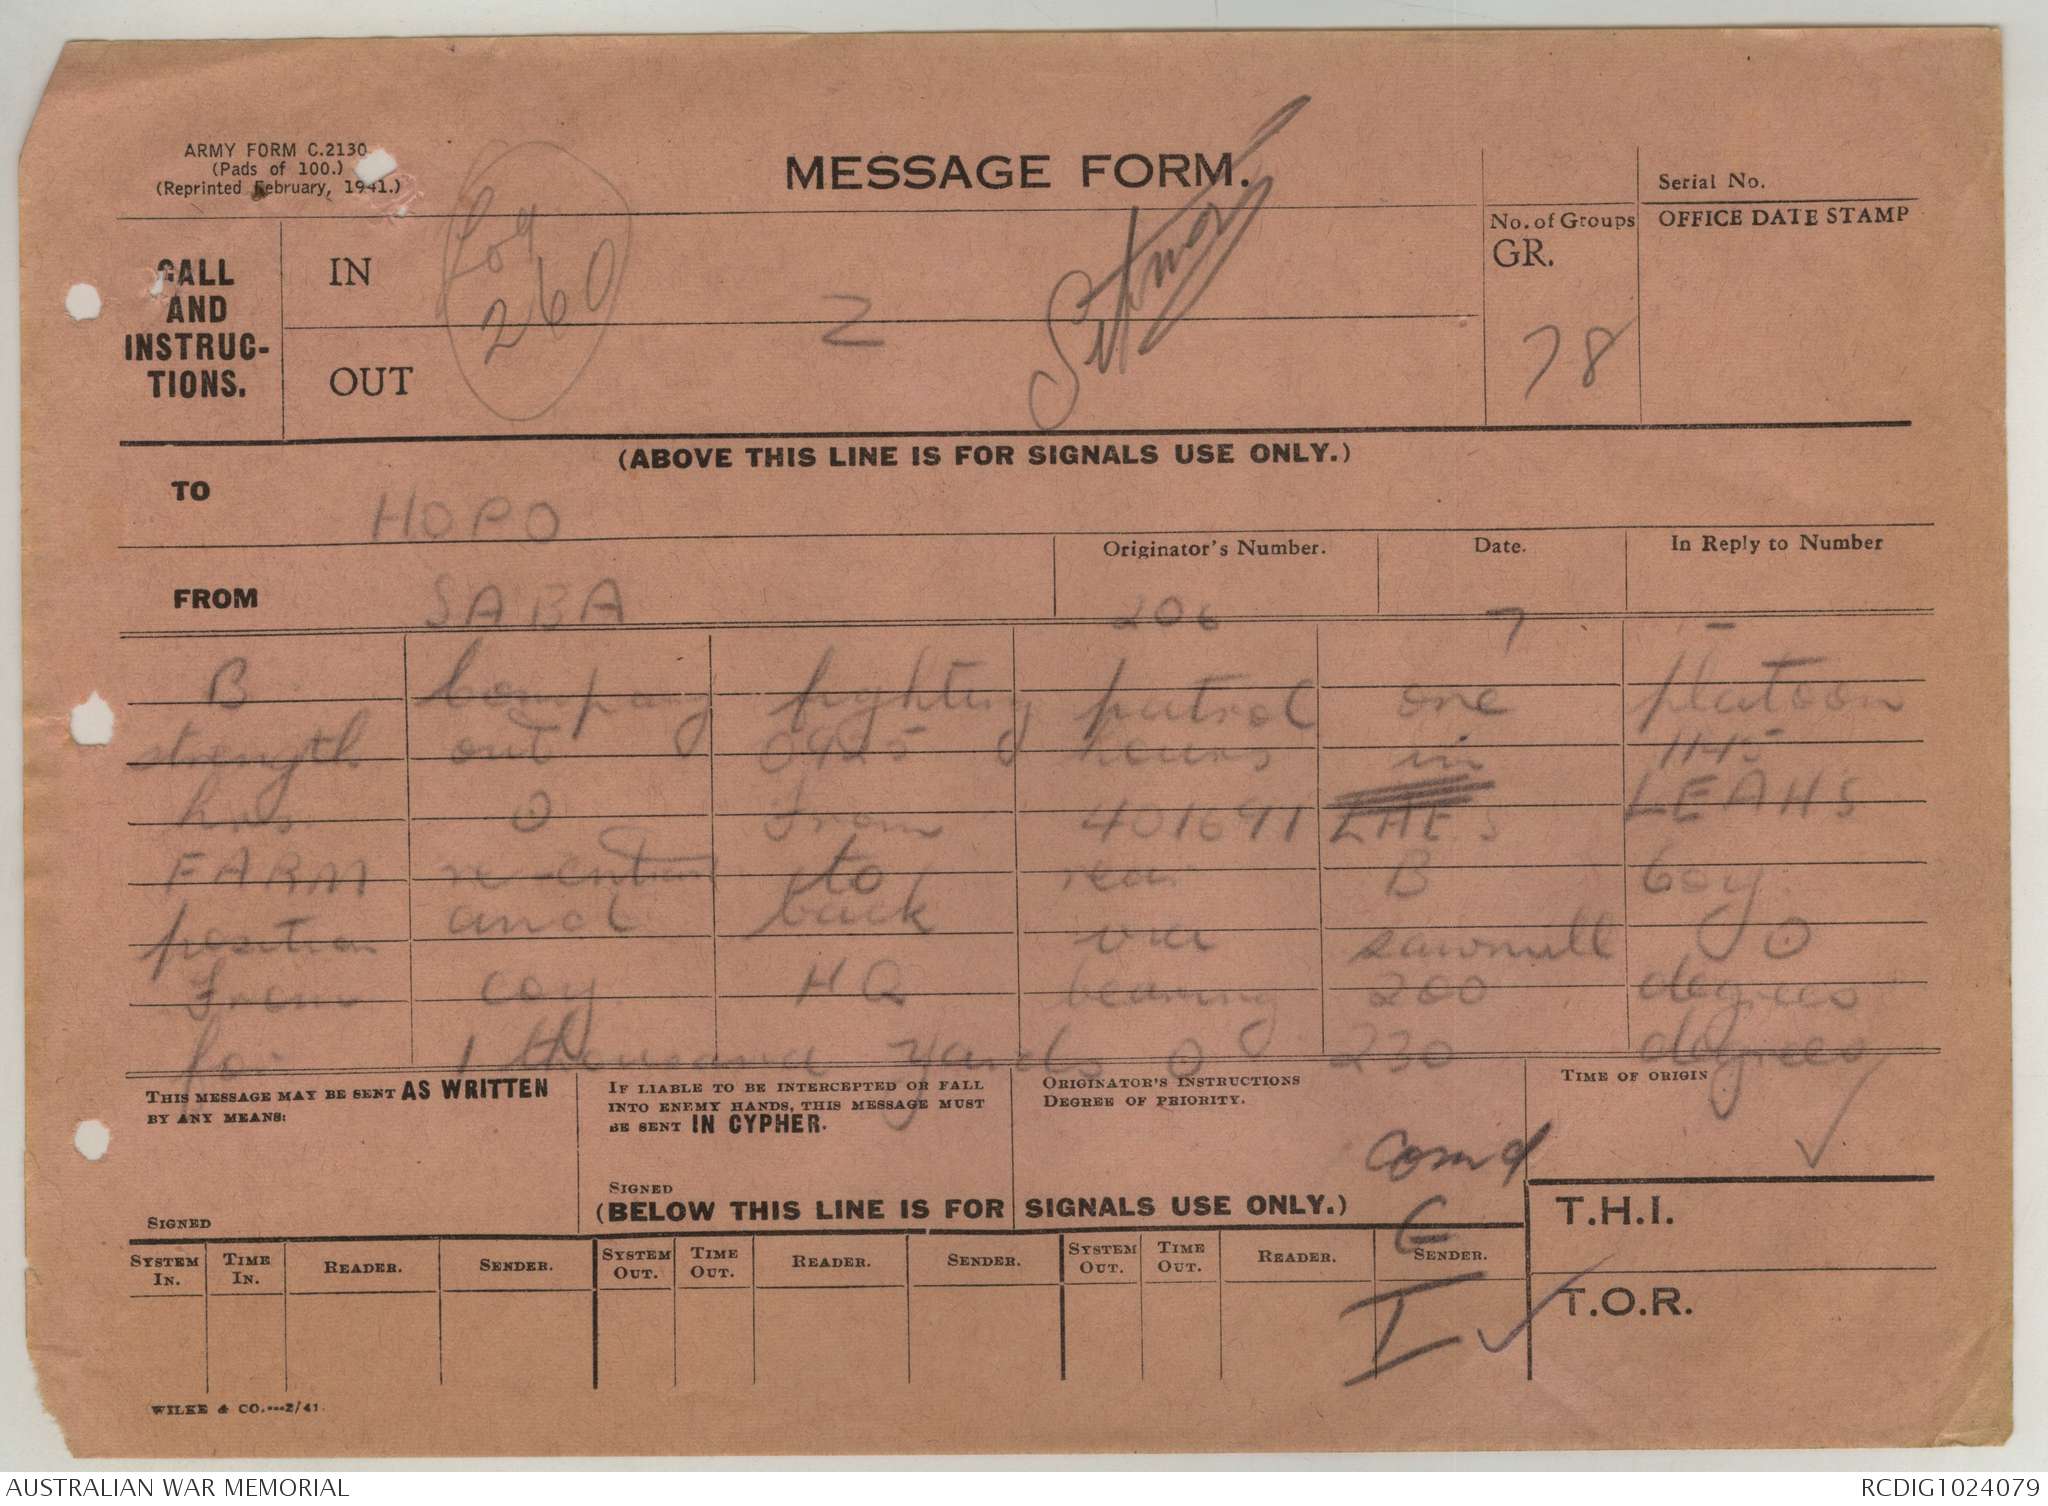 ARMY FORM C.2130
(Pads of 100.)
(Reprinted February, 1941.)
MESSAGE FORM.
Serial No.
No. of Groups
GR.
78
OFFICE DATE STAMP
CALL
AND
INSTRUC-
TIONS.
IN
OUT
Log
260
Z
(ABOVE THIS LINE IS FOR SIGNALS USE ONLY.)
TO HOPO
Originator's Number. Date. In Reply to Number
FROM SABA 206 7 –
B Company fighting patrol one platoon
strength out 0925 hours in 1145
hrs. O From 401691 LEAHS
FARM to rear B Coy.
position and back via sawmill O
From coy. HQ bearing 200 degrees
for 1 thousand yards O 230 degrees
THIS MESSAGE MAY BE SENT AS WRITTEN
BY ANY MEANS:
SIGNED
IF LIABLE TO BE INTERCEPTED OR FALL
INTO ENEMY HANDS, THIS MESSAGE MUST
BE SENT IN CYPHER.
SIGNED
ORIGINATOR'S INSTRUCTIONS
DEGREE OF PRIORITY.
TIME OF ORIGIN
Comd
G
I
(BELOW THIS LINE IS FOR SIGNALS USE ONLY.)
T.H.I.
T.O.R.
SYSTEM IN. TIME IN. READER. SENDER. SYSTEM OUT. TIME OUT. READER. SENDER. SYSTEM OUT. TIME OUT. READER. SENDER.
WILKE & CO.---2/41.
AUSTRALIAN WAR MEMORIAL
RCDIG1024079